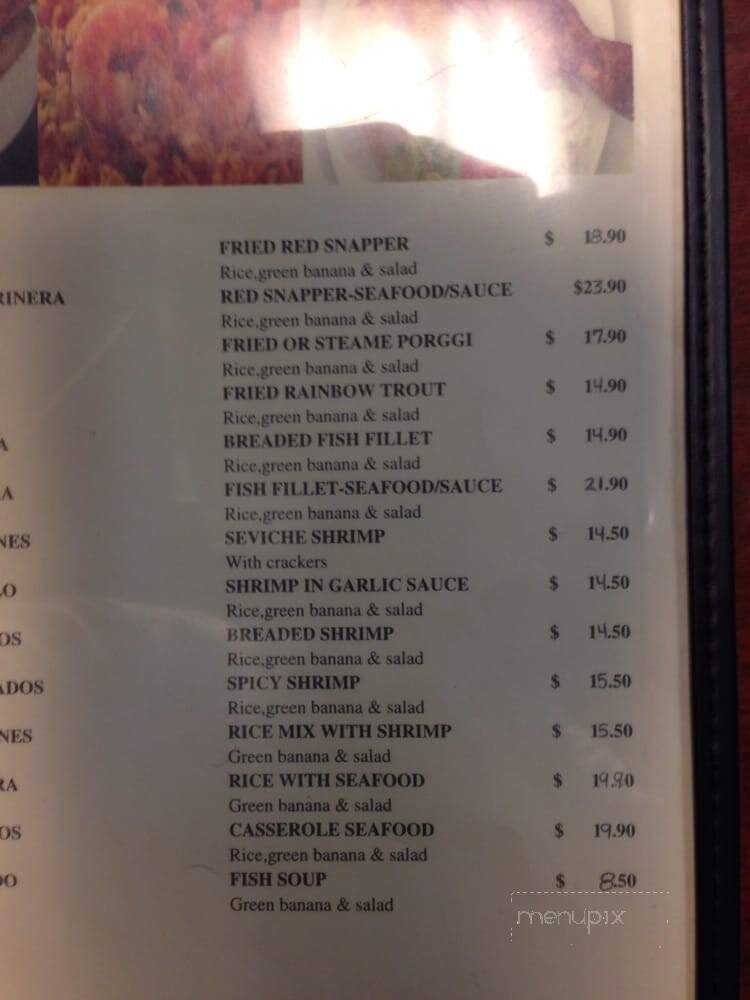 FRIED RED SNAPPER $ 18.90
Rice,green banana & salad
RINERA RED SNAPPER-SEAFOOD/SAUCE $23.90
Rice,green banana & salad
FRIED OR STEAME PORGGI $ 17.90
Rice,green banana & salad
FRIED RAINBOW TROUT $ 14.90
Rice,green banana & salad
A BREADED FISH FILLET $ 14.90
Rice,green banana & salad
A FISH FILLET-SEAFOOD/SAUCE $ 21.90
Rice,green banana & salad
NES SEVICHE SHRIMP $ 14.50
With crackers
LO SHRIMP IN GARLIC SAUCE $ 14.50
Rice,green banana & salad
OS BREADED SHRIMP $ 14.50
Rice,green banana & salad
ADOS SPICY SHRIMP $ 15.50
Rice,green banana & salad
NES RICE MIX WITH SHRIMP $ 15.50
Green banana & salad
RA RICE WITH SEAFOOD $ 19.90
Green banana & salad
OS CASSEROLE SEAFOOD $ 19.90
Rice,green banana & salad
DO FISH SOUP $ 8.50
Green banana & salad
menupix